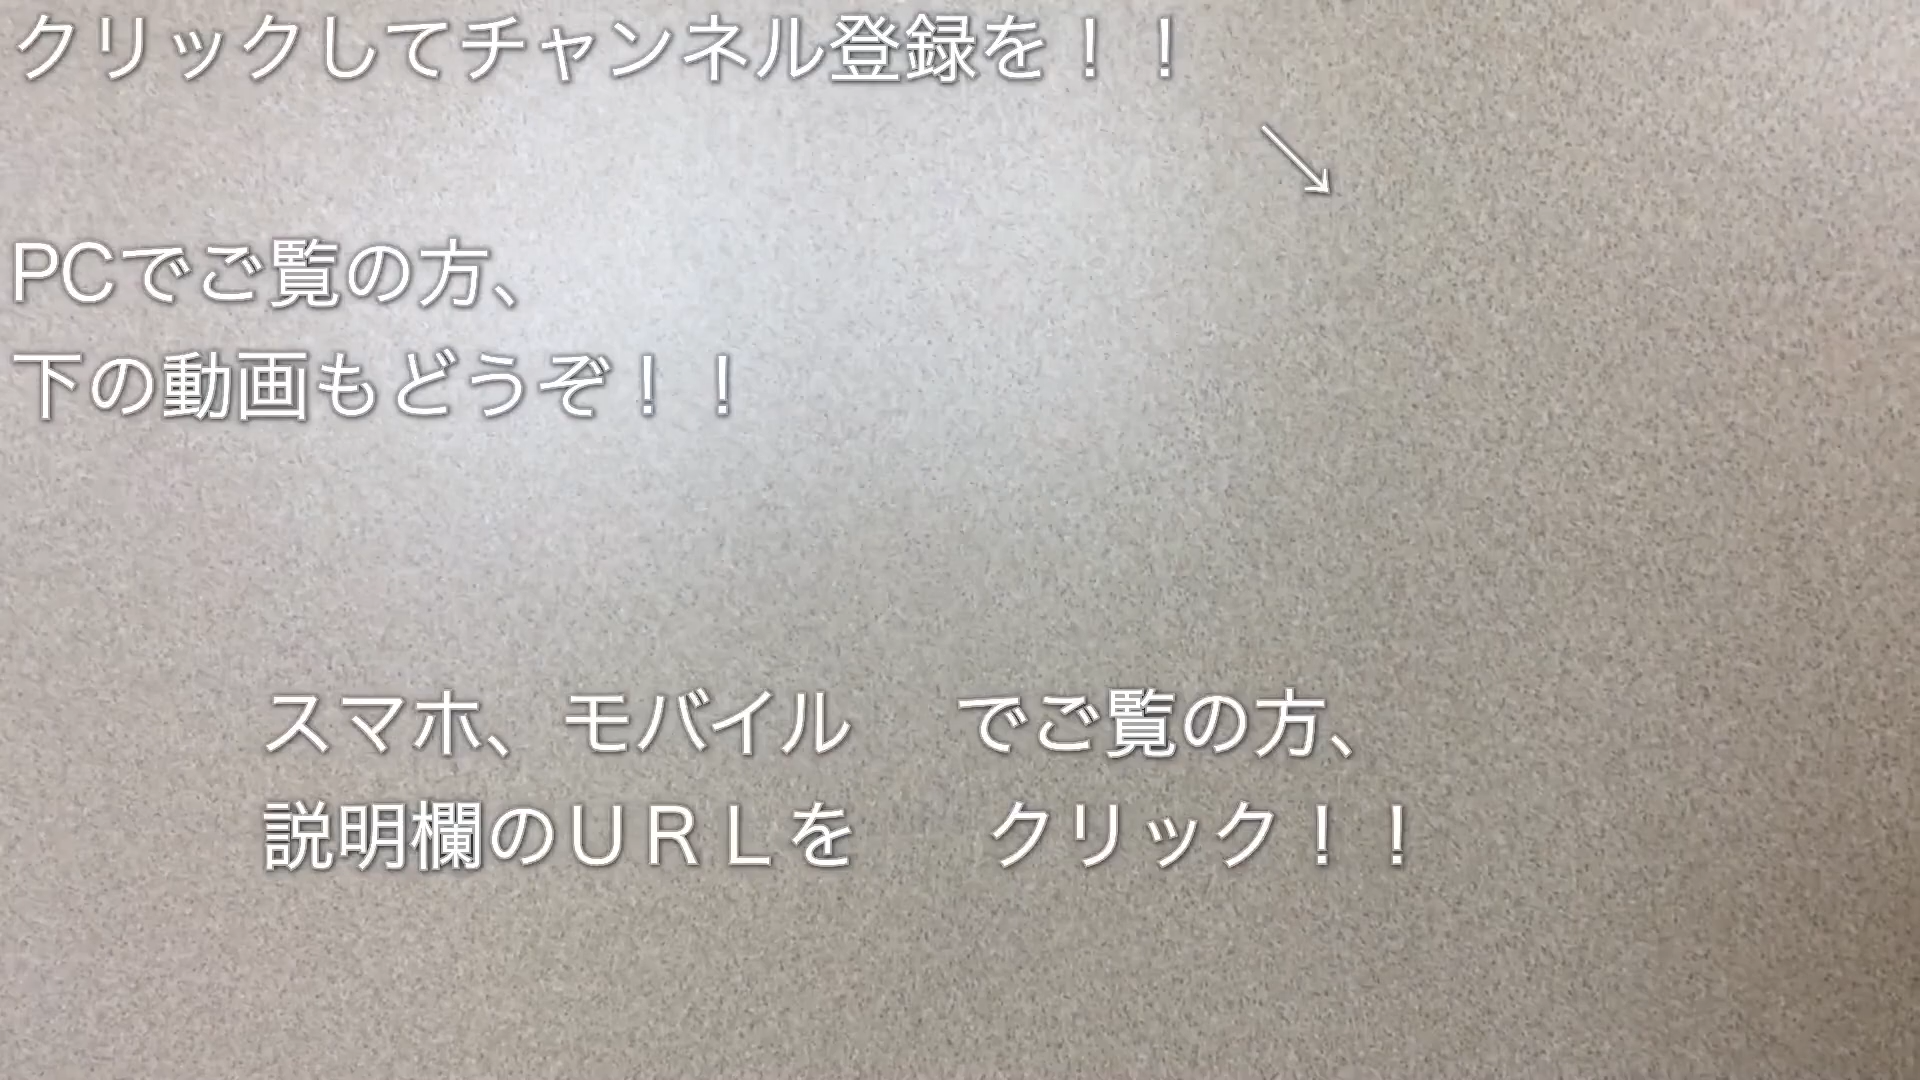 クリックしてチャンネル登録を！！
↘
PCでご覧の方、
下の動画もどうぞ！！
スマホ、モバイル でご覧の方、
説明欄のＵＲＬを クリック！！